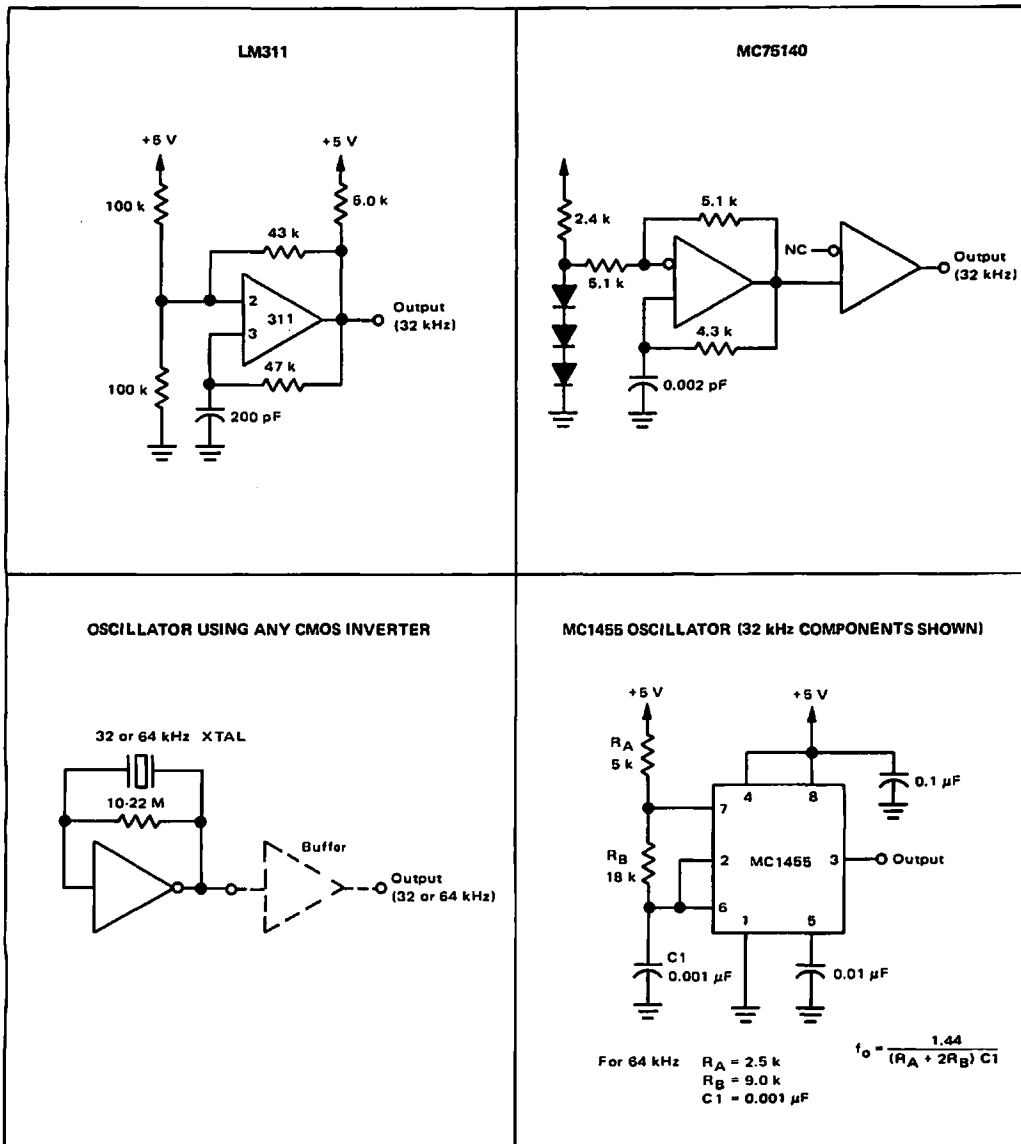 LM311
+5 V
+5 V
100 k
5.0 k
43 k
2
311
3
Output
(32 kHz)
47 k
100 k
200 pF
MC75140
2.4 k
5.1 k
5.1 k
NC
Output
(32 kHz)
4.3 k
0.002 pF
OSCILLATOR USING ANY CMOS INVERTER
32 or 64 kHz XTAL
10-22 M
Buffer
Output
(32 or 64 kHz)
MC1455 OSCILLATOR (32 kHz COMPONENTS SHOWN)
+5 V
+5 V
RA
5 k
4
8
0.1 µF
7
RB
18 k
2
MC1455
3
Output
6
1
5
C1
0.001 µF
0.01 µF
For 64 kHz RA = 2.5 k
RB = 9.0 k
C1 = 0.001 µF
fo = 1.44
(RA + 2RB) C1